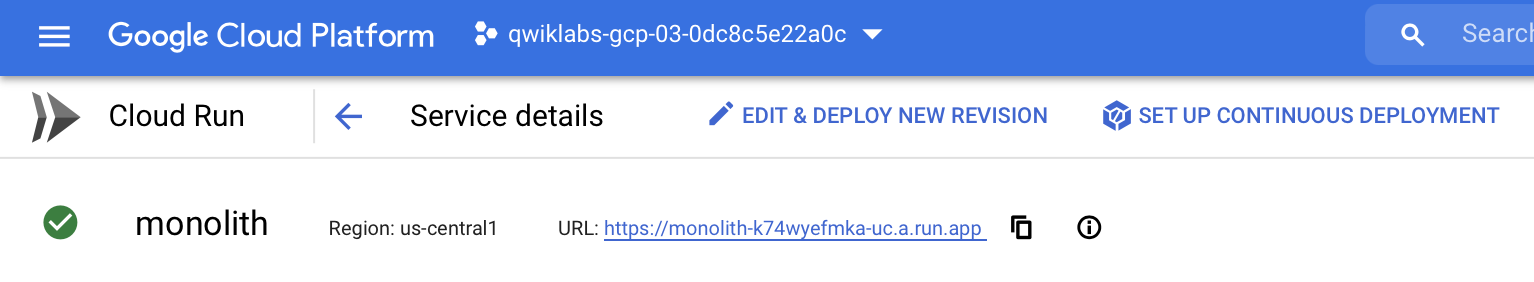 Google Cloud Platform qwiklabs-gcp-03-0dc8c5e22a0c Search
Cloud Run Service details EDIT & DEPLOY NEW REVISION SET UP CONTINUOUS DEPLOYMENT
monolith Region: us-central1 URL: https://monolith-k74wyefmka-uc.a.run.app